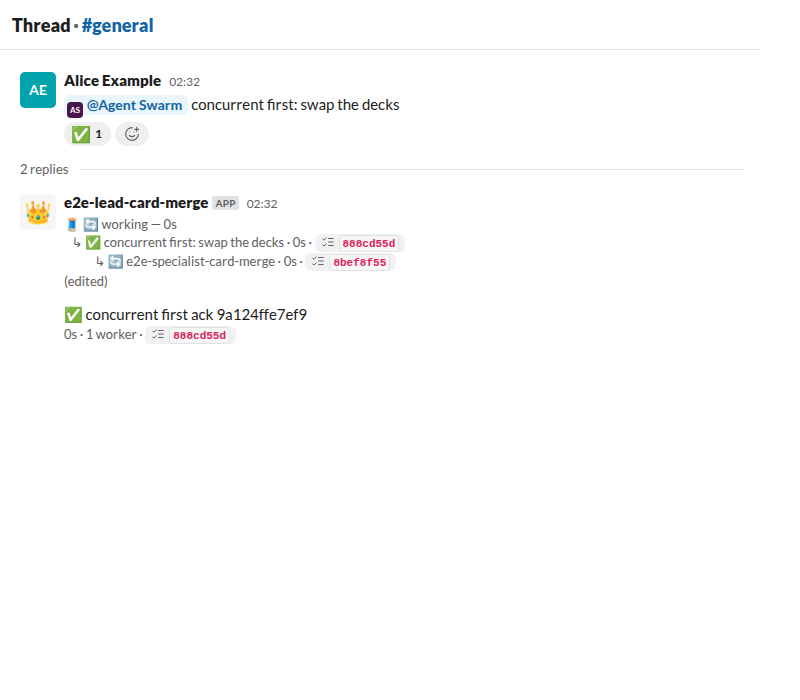 Thread · #general
AE
Alice Example 02:32
AS @Agent Swarm concurrent first: swap the decks
✅ 1
2 replies
e2e-lead-card-merge APP 02:32
🧵 🔄 working — 0s
↳ ✅ concurrent first: swap the decks · 0s · 888cd55d
↳ 🔄 e2e-specialist-card-merge · 0s · 8bef8f55
(edited)
✅ concurrent first ack 9a124ffe7ef9
0s · 1 worker · 888cd55d